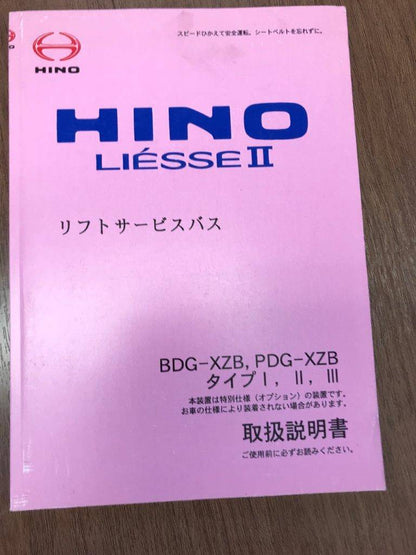 スピードひかえて安全運転。シートベルトを忘れずに。
HINO
HINO
LIÉSSE II
リフトサービスバス
BDG-XZB, PDG-XZB
タイプⅠ, Ⅱ, Ⅲ
本装置は特別仕様(オプション)の装置です。
お車の仕様により装着されない場合があります。
取扱説明書
ご使用前に必ずお読みください。